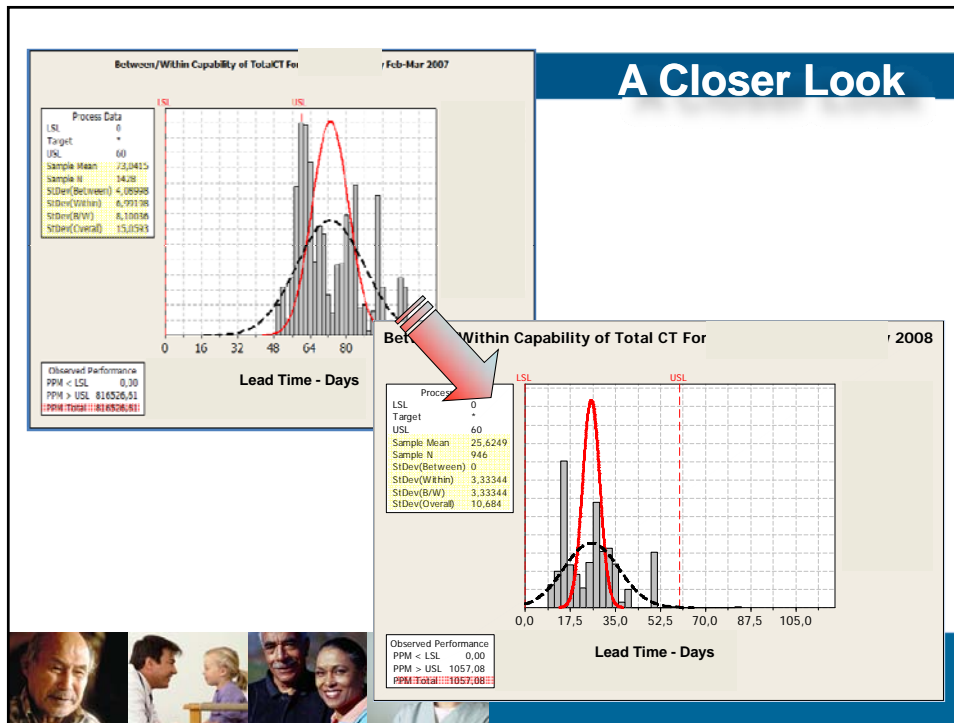 A Closer Look
Between/Within Capability of TotalCT For
Feb-Mar 2007
LSL
USL
Process Data
LSL 0
Target *
USL 60
Sample Mean 73,0415
Sample N 1428
StDev(Between) 4,08998
StDev(Within) 6,99198
StDev(B/W) 8,10036
StDev(Overall) 15,0593
0 16 32 48 64 80
Lead Time - Days
Observed Performance
PPM < LSL 0,00
PPM > USL 816526,61
PPM Total 816526,61
Within Capability of Total CT For
2008
LSL
USL
LSL 0
Target *
USL 60
Sample Mean 25,6249
Sample N 946
StDev(Between) 0
StDev(Within) 3,33344
StDev(B/W) 3,33344
StDev(Overall) 10,684
0,0 17,5 35,0 52,5 70,0 87,5 105,0
Lead Time - Days
Observed Performance
PPM < LSL 0,00
PPM > USL 1057,08
PPM Total 1057,08